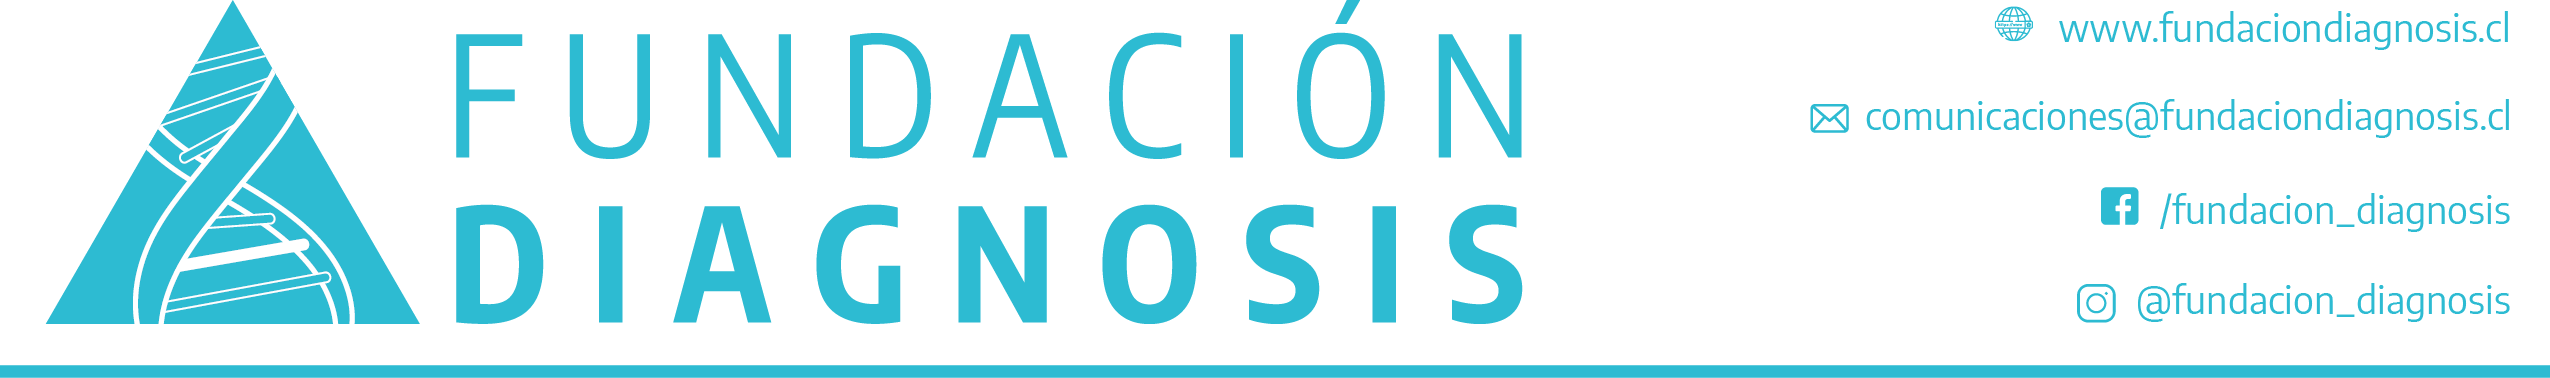 FUNDACIÓN
DIAGNOSIS
www.fundaciondiagnosis.cl
comunicaciones@fundaciondiagnosis.cl
/fundacion_diagnosis
@fundacion_diagnosis